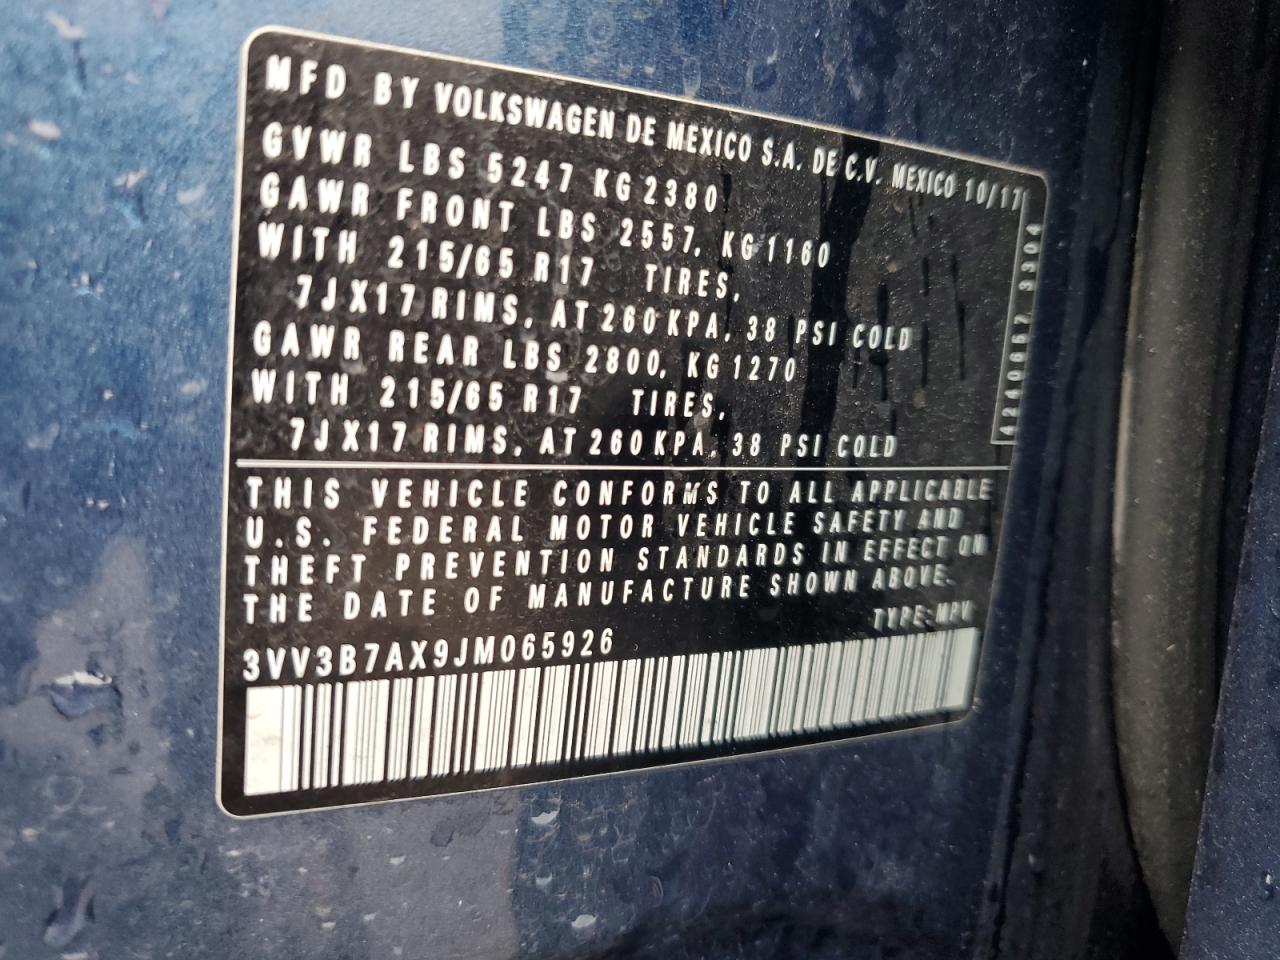 MFD BY VOLKSWAGEN DE MEXICO S.A. DE C.V. MEXICO 10/17
GVWR LBS 5247 KG 2380
GAWR FRONT LBS 2557, KG 1160
WITH 215/65 R17 TIRES,
7J X17 RIMS, AT 260 KPA, 38 PSI COLD
GAWR REAR LBS 2800, KG 1270
WITH 215/65 R17 TIRES,
7J X17 RIMS, AT 260 KPA, 38 PSI COLD
THIS VEHICLE CONFORMS TO ALL APPLICABLE
U.S. FEDERAL MOTOR VEHICLE SAFETY AND
THEFT PREVENTION STANDARDS IN EFFECT ON
THE DATE OF MANUFACTURE SHOWN ABOVE.
TYPE:MPV
3VV3B7AX9JM065926